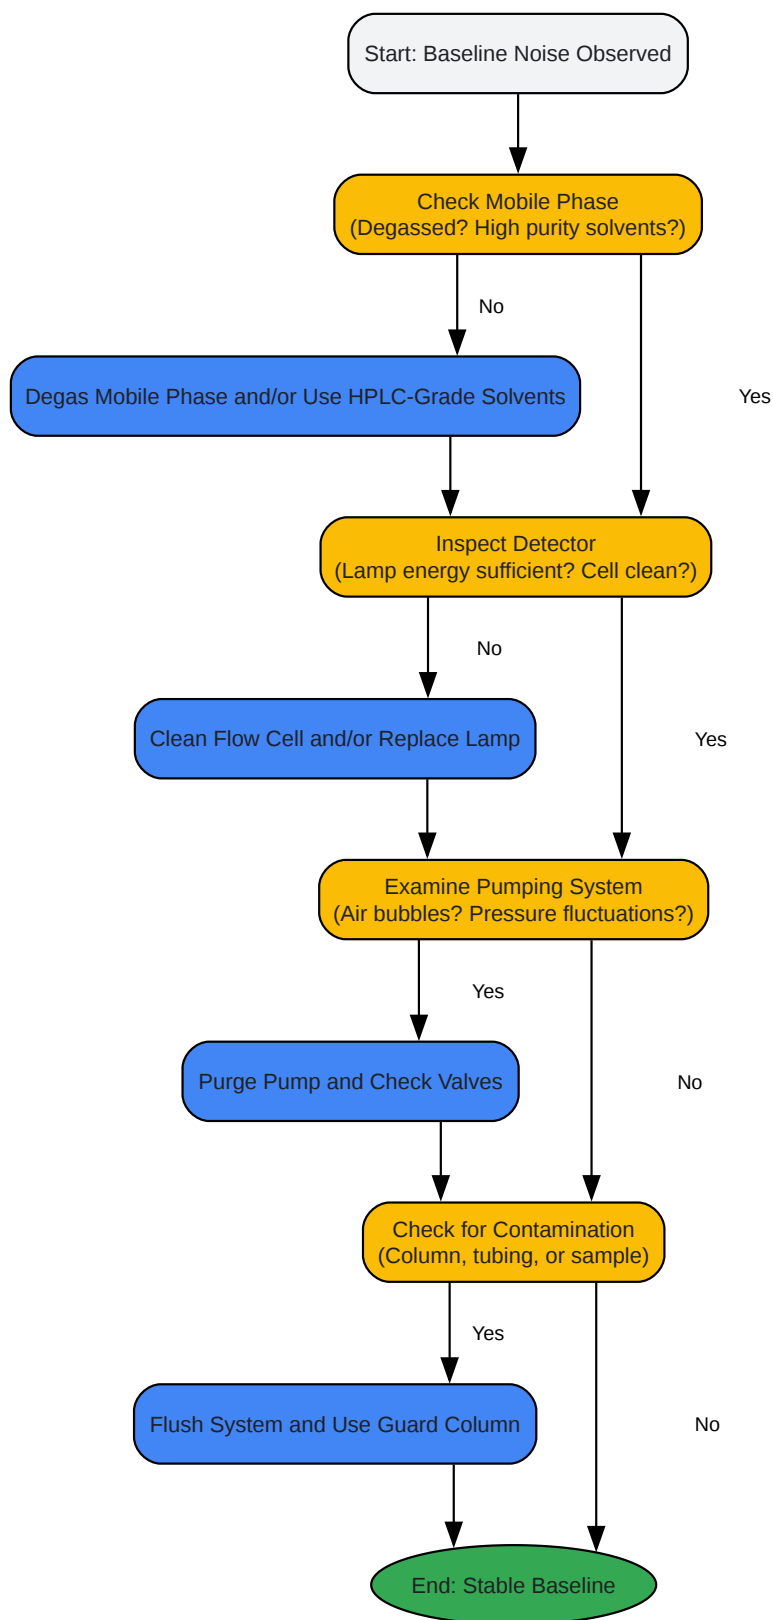 Start: Baseline Noise Observed
Check Mobile Phase
(Degassed? High purity solvents?)
No
Degas Mobile Phase and/or Use HPLC-Grade Solvents
Yes
Inspect Detector
(Lamp energy sufficient? Cell clean?)
No
Clean Flow Cell and/or Replace Lamp
Yes
Examine Pumping System
(Air bubbles? Pressure fluctuations?)
Yes
Purge Pump and Check Valves
No
Check for Contamination
(Column, tubing, or sample)
Yes
Flush System and Use Guard Column
No
End: Stable Baseline